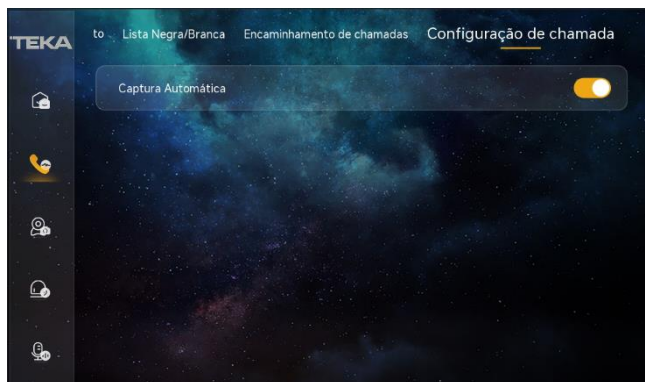 TEKA
to Lista Negra/Branca Encaminhamento de chamadas Configuração de chamada
Captura Automática